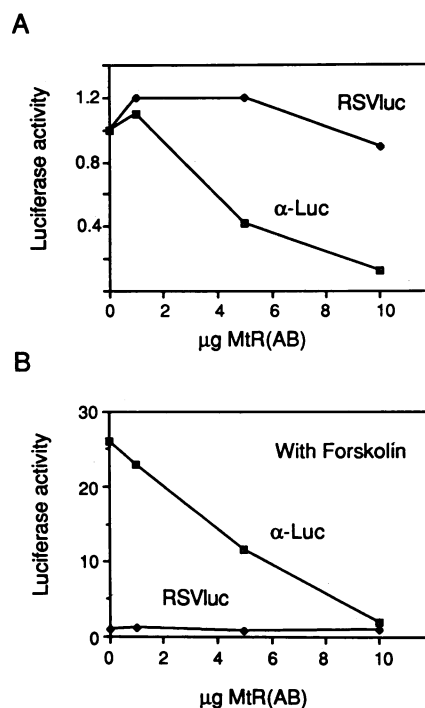 A
Luciferase activity
1.2
0.8
0.4
RSVluc
α-Luc
0 2 4 6 8 10
µg MtR(AB)
B
Luciferase activity
30
20
10
0
With Forskolín
α-Luc
RSVluc
0 2 4 6 8 10
µg MtR(AB)